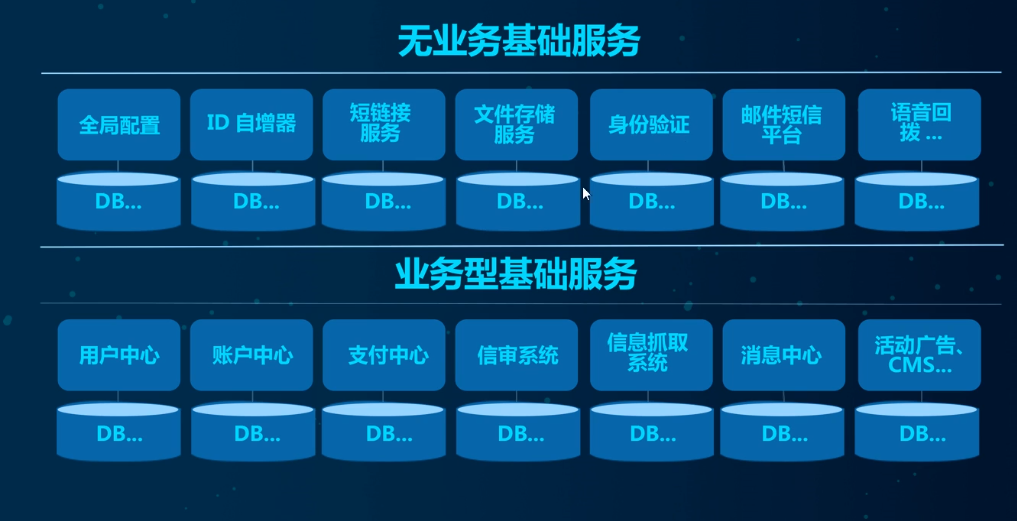 无业务基础服务
全局配置
ID 自增器
短链接
服务
文件存储
服务
身份验证
邮件短信
平台
语音回
拨 ...
DB...
DB...
DB...
DB...
DB...
DB...
DB...
业务型基础服务
用户中心
账户中心
支付中心
信审系统
信息抓取
系统
消息中心
活动广告、
CMS...
DB...
DB...
DB...
DB...
DB...
DB...
DB...